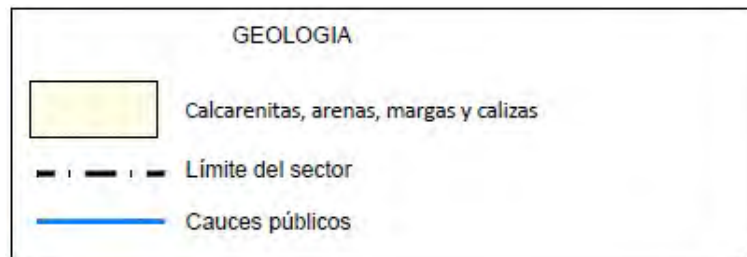 GEOLOGIA
Calcarenitas, arenas, margas y calizas
Límite del sector
Cauces públicos